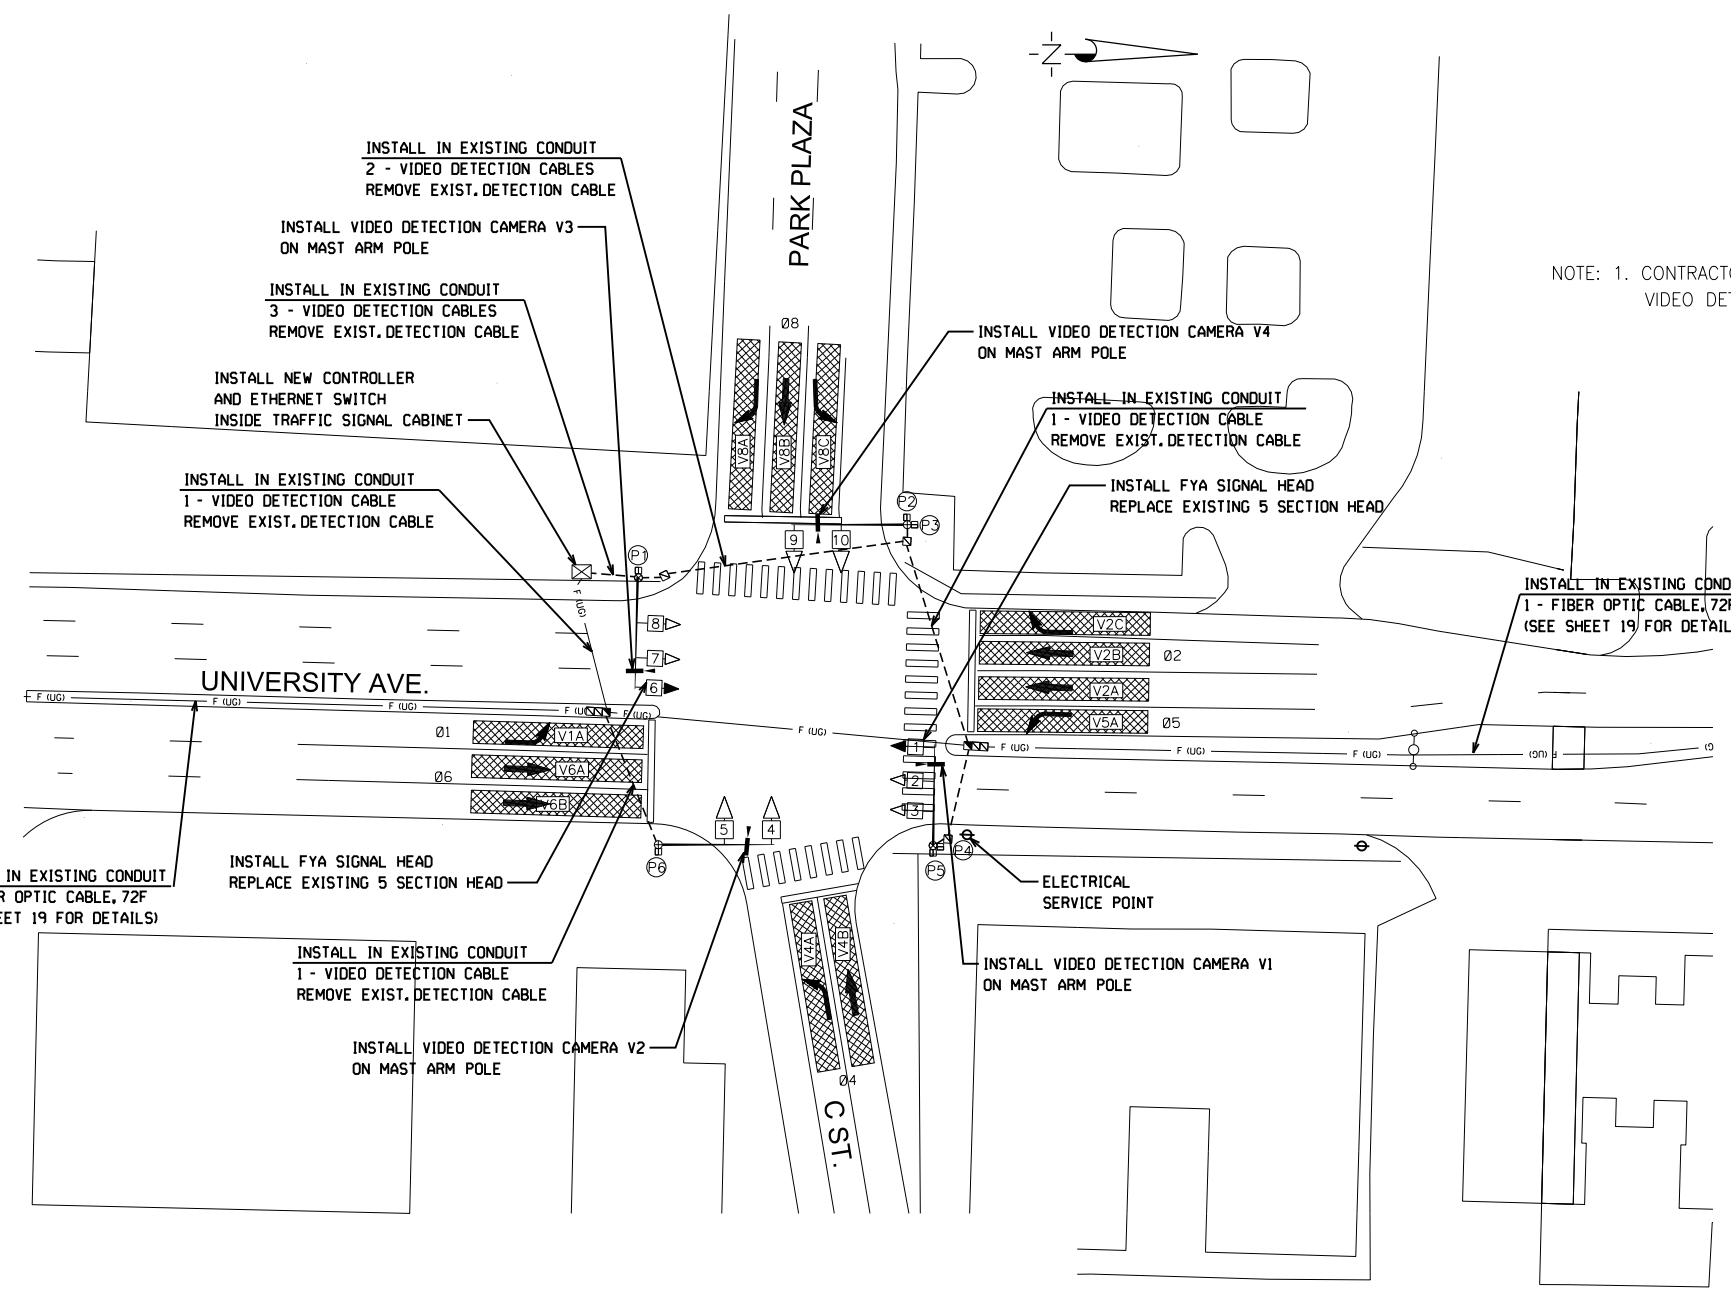 -Z-
PARK PLAZA
INSTALL IN EXISTING CONDUIT
2 - VIDEO DETECTION CABLES
REMOVE EXIST. DETECTION CABLE
INSTALL VIDEO DETECTION CAMERA V3
ON MAST ARM POLE
INSTALL IN EXISTING CONDUIT
3 - VIDEO DETECTION CABLES
REMOVE EXIST. DETECTION CABLE
INSTALL NEW CONTROLLER
AND ETHERNET SWITCH
INSIDE TRAFFIC SIGNAL CABINET
INSTALL IN EXISTING CONDUIT
1 - VIDEO DETECTION CABLE
REMOVE EXIST. DETECTION CABLE
NOTE: 1. CONTRACTO
VIDEO DET
INSTALL VIDEO DETECTION CAMERA V4
ON MAST ARM POLE
INSTALL IN EXISTING CONDUIT
1 - VIDEO DETECTION CABLE
REMOVE EXIST. DETECTION CABLE
INSTALL FYA SIGNAL HEAD
REPLACE EXISTING 5 SECTION HEAD
INSTALL IN EXISTING COND
1 - FIBER OPTIC CABLE, 72F
(SEE SHEET 19 FOR DETAIL
Ø8
V8A
V8B
V8C
P2
P3
9
10
P1
F (UG)
8
7
6
UNIVERSITY AVE.
F (UG)
F (UG)
F (UG)
F (UG)
F (UG)
F (UG)
V2C
V2B
Ø2
V2A
V5A
Ø5
F (UG)
F (UG)
F (UG)
F (UG)
Ø1
V1A
V6A
Ø6
V6B
1
2
3
5
4
P6
P4
P5
IN EXISTING CONDUIT
R OPTIC CABLE, 72F
EET 19 FOR DETAILS)
INSTALL FYA SIGNAL HEAD
REPLACE EXISTING 5 SECTION HEAD
ELECTRICAL
SERVICE POINT
INSTALL IN EXISTING CONDUIT
1 - VIDEO DETECTION CABLE
REMOVE EXIST. DETECTION CABLE
INSTALL VIDEO DETECTION CAMERA V1
ON MAST ARM POLE
INSTALL VIDEO DETECTION CAMERA V2
ON MAST ARM POLE
V4A
V4B
Ø4
C ST.